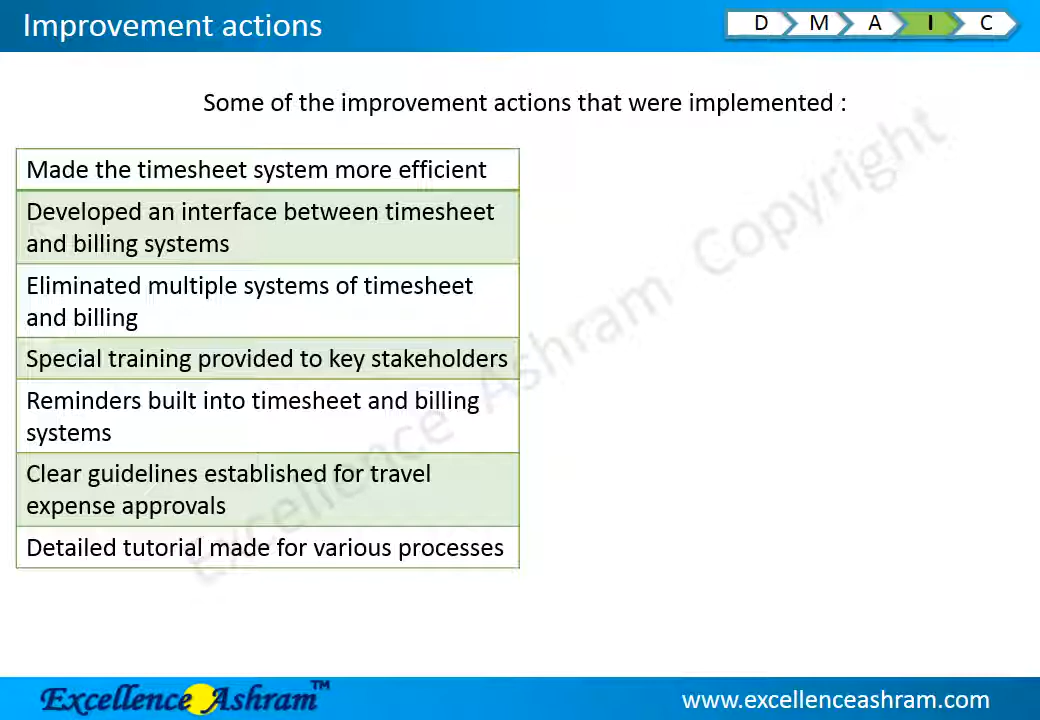 Improvement actions
D M A I C
Some of the improvement actions that were implemented :
Made the timesheet system more efficient
Developed an interface between timesheet
and billing systems
Eliminated multiple systems of timesheet
and billing
Special training provided to key stakeholders
Reminders built into timesheet and billing
systems
Clear guidelines established for travel
expense approvals
Detailed tutorial made for various processes
Excellence Ashram Copyright
Excellence Ashram™
www.excellenceashram.com